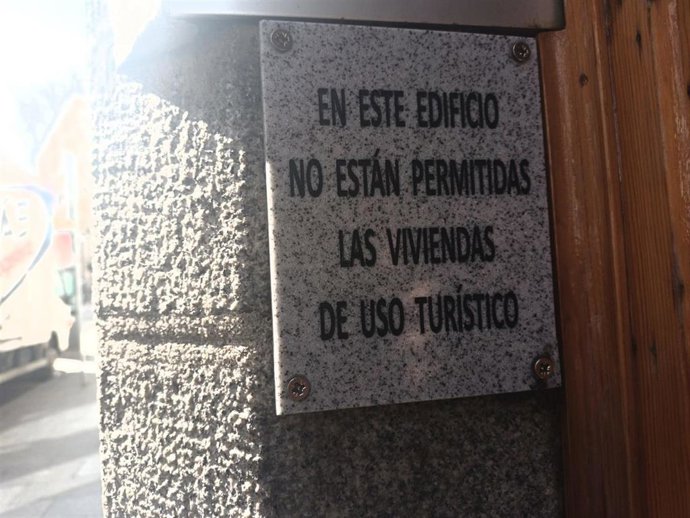 EN ESTE EDIFICIO
NO ESTÁN PERMITIDAS
LAS VIVIENDAS
DE USO TURÍSTICO